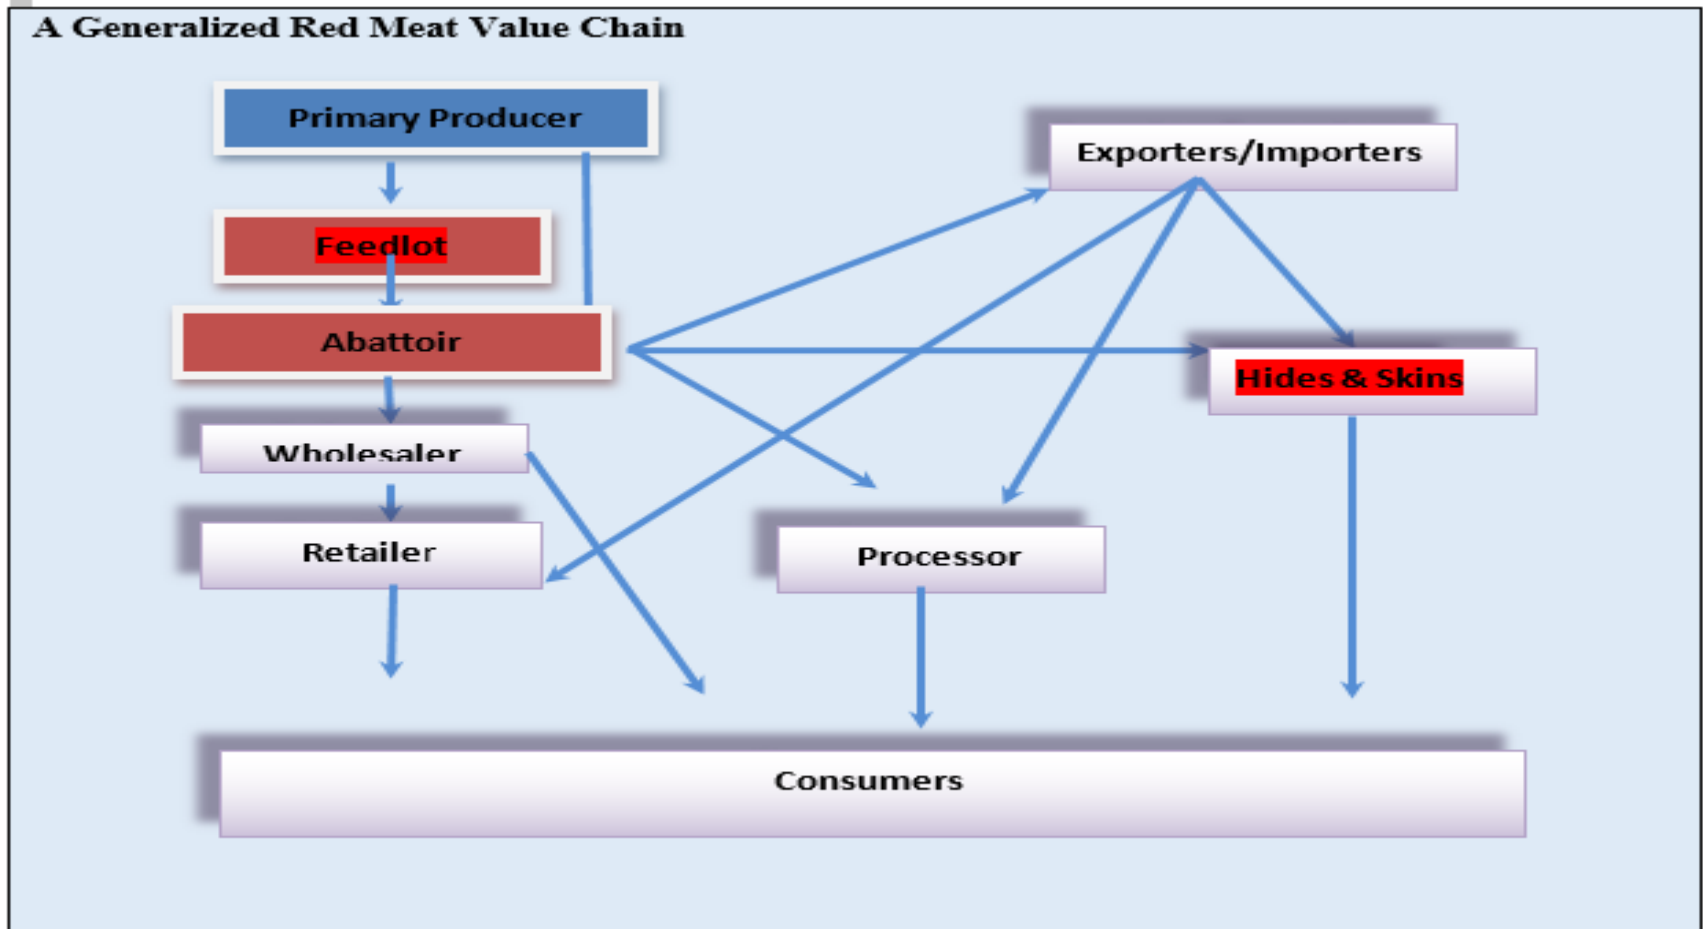 A Generalized Red Meat Value Chain
Primary Producer
Exporters/Importers
Feedlot
Abattoir
Hides & Skins
Wholesaler
Retailer
Processor
Consumers